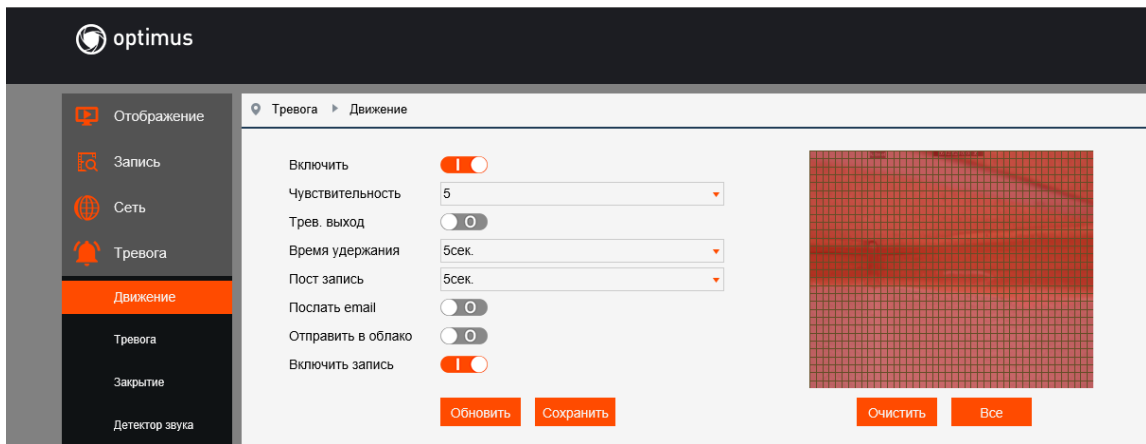 optimus
Отображение
Запись
Сеть
Тревога
Движение
Тревога
Закрытие
Детектор звука
Тревога Движение
Включить
Чувствительность 5
Трев. выход
Время удержания 5сек.
Пост запись 5сек.
Послать email
Отправить в облако
Включить запись
Обновить Сохранить
Очистить Все